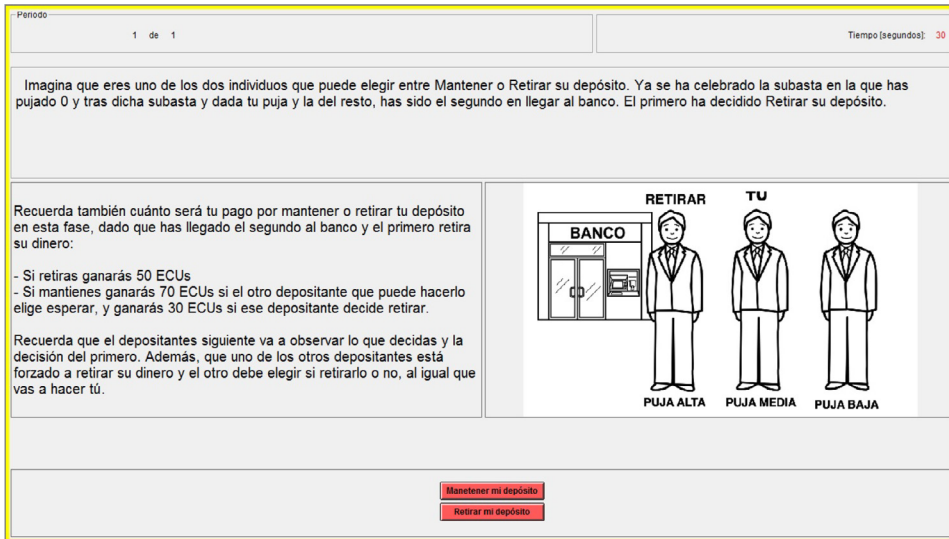 Periodo
1 de 1
Tiempo [segundos]: 30
Imagina que eres uno de los dos individuos que puede elegir entre Mantener o Retirar su depósito. Ya se ha celebrado la subasta en la que has
pujado 0 y tras dicha subasta y dada tu puja y la del resto, has sido el segundo en llegar al banco. El primero ha decidido Retirar su depósito.
Recuerda también cuánto será tu pago por mantener o retirar tu depósito
en esta fase, dado que has llegado el segundo al banco y el primero retira
su dinero:
- Si retiras ganarás 50 ECUs
- Si mantienes ganarás 70 ECUs si el otro depositante que puede hacerlo
elige esperar, y ganarás 30 ECUs si ese depositante decide retirar.
Recuerda que el depositantes siguiente va a observar lo que decidas y la
decisión del primero. Además, que uno de los otros depositantes está
forzado a retirar su dinero y el otro debe elegir si retirarlo o no, al igual que
vas a hacer tú.
RETIRAR TU
BANCO
PUJA ALTA PUJA MEDIA PUJA BAJA
Manetener mi depósito
Retirar mi depósito